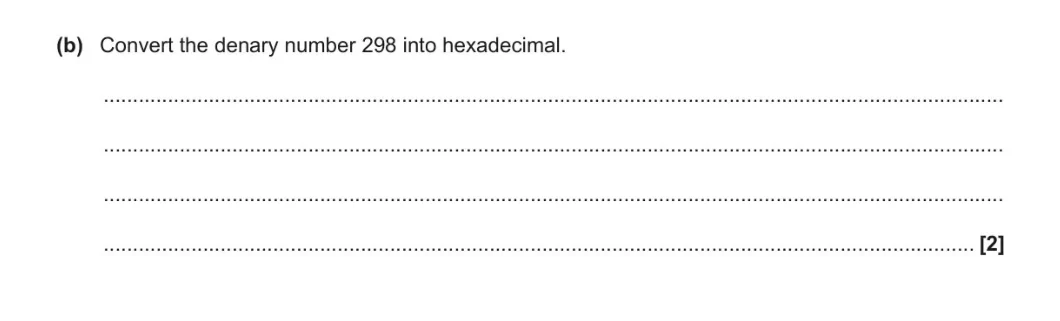 (b) Convert the denary number 298 into hexadecimal.
[2]